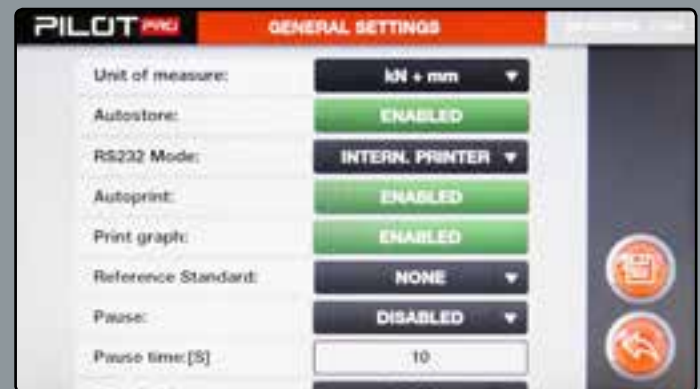 PILOT PRO GENERAL SETTINGS
Unit of measure: kN + mm
Autostore: ENABLED
RS232 Mode: INTERN. PRINTER
Autoprint: ENABLED
Print graph: ENABLED
Reference Standard: NONE
Pause: DISABLED
Pause time:[S] 10